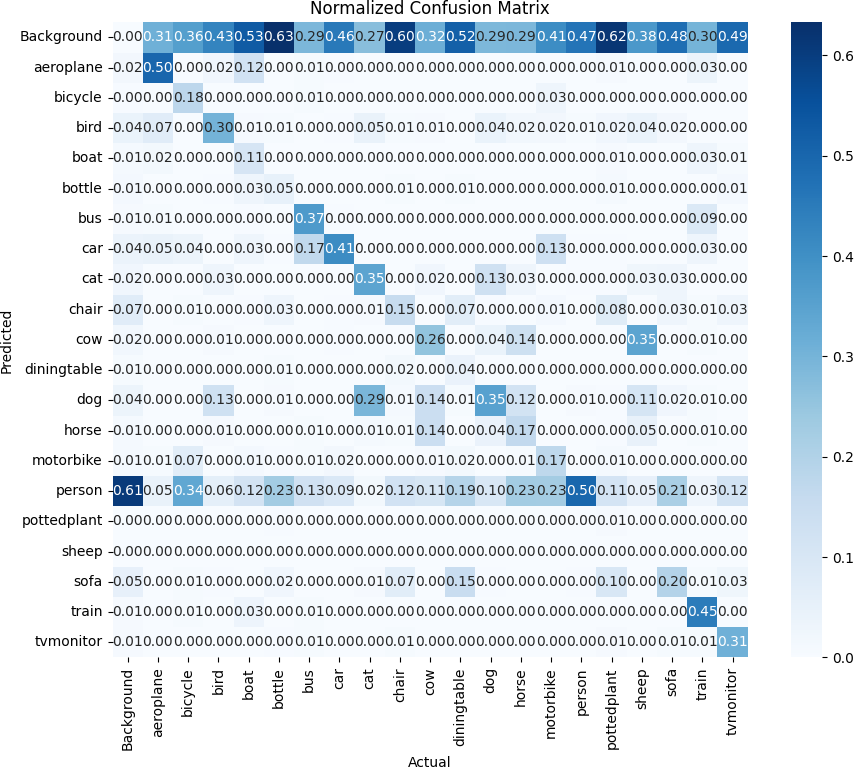 Normalized Confusion Matrix
Background 0.00 0.31 0.36 0.43 0.53 0.63 0.29 0.46 0.27 0.60 0.32 0.52 0.29 0.29 0.41 0.47 0.62 0.38 0.48 0.30 0.49
aeroplane 0.02 0.50 0.00 0.02 0.12 0.00 0.01 0.00 0.00 0.00 0.00 0.00 0.00 0.00 0.00 0.00 0.01 0.00 0.00 0.03 0.00
bicycle 0.00 0.00 0.18 0.00 0.00 0.00 0.01 0.00 0.00 0.00 0.00 0.00 0.00 0.00 0.03 0.00 0.00 0.00 0.00 0.00 0.00
bird 0.04 0.07 0.00 0.30 0.01 0.01 0.00 0.00 0.05 0.01 0.01 0.00 0.04 0.02 0.02 0.01 0.02 0.04 0.02 0.00 0.00
boat 0.01 0.02 0.00 0.00 0.11 0.00 0.00 0.00 0.00 0.00 0.00 0.00 0.00 0.00 0.00 0.00 0.01 0.00 0.00 0.03 0.01
bottle 0.01 0.00 0.00 0.00 0.03 0.05 0.00 0.00 0.00 0.01 0.00 0.01 0.00 0.00 0.00 0.00 0.01 0.00 0.00 0.00 0.01
bus 0.01 0.01 0.00 0.00 0.00 0.00 0.37 0.00 0.00 0.00 0.00 0.00 0.00 0.00 0.00 0.00 0.00 0.00 0.00 0.09 0.00
car 0.04 0.05 0.04 0.00 0.03 0.00 0.17 0.41 0.00 0.00 0.00 0.00 0.00 0.00 0.13 0.00 0.00 0.00 0.00 0.03 0.00
cat 0.02 0.00 0.00 0.03 0.00 0.00 0.00 0.00 0.35 0.00 0.02 0.00 0.13 0.03 0.00 0.00 0.00 0.03 0.03 0.00 0.00
chair 0.07 0.00 0.01 0.00 0.00 0.03 0.00 0.00 0.01 0.15 0.00 0.07 0.00 0.00 0.01 0.00 0.08 0.00 0.03 0.01 0.03
cow 0.02 0.00 0.00 0.01 0.00 0.00 0.00 0.00 0.00 0.00 0.26 0.00 0.04 0.14 0.00 0.00 0.00 0.35 0.00 0.01 0.00
diningtable 0.01 0.00 0.00 0.00 0.00 0.01 0.00 0.00 0.00 0.02 0.00 0.04 0.00 0.00 0.00 0.00 0.00 0.00 0.00 0.00 0.00
dog 0.04 0.00 0.00 0.13 0.00 0.01 0.00 0.00 0.29 0.01 0.14 0.01 0.35 0.12 0.00 0.01 0.00 0.11 0.02 0.01 0.00
horse 0.01 0.00 0.00 0.01 0.00 0.00 0.01 0.00 0.01 0.01 0.14 0.00 0.04 0.17 0.00 0.00 0.00 0.05 0.00 0.01 0.00
motorbike 0.01 0.01 0.07 0.00 0.01 0.00 0.01 0.02 0.00 0.00 0.01 0.02 0.00 0.01 0.17 0.00 0.01 0.00 0.00 0.00 0.00
person 0.61 0.05 0.34 0.06 0.12 0.23 0.13 0.09 0.02 0.12 0.11 0.19 0.10 0.23 0.23 0.50 0.11 0.05 0.21 0.03 0.12
pottedplant 0.00 0.00 0.00 0.00 0.00 0.00 0.00 0.00 0.00 0.00 0.00 0.00 0.00 0.00 0.00 0.00 0.01 0.00 0.00 0.00 0.00
sheep 0.00 0.00 0.00 0.00 0.00 0.00 0.00 0.00 0.00 0.00 0.00 0.00 0.00 0.00 0.00 0.00 0.00 0.00 0.00 0.00 0.00
sofa 0.05 0.00 0.01 0.00 0.00 0.02 0.00 0.00 0.01 0.07 0.00 0.15 0.00 0.00 0.00 0.00 0.10 0.00 0.20 0.01 0.03
train 0.01 0.00 0.01 0.00 0.03 0.00 0.01 0.00 0.00 0.00 0.00 0.00 0.00 0.00 0.00 0.00 0.00 0.00 0.00 0.45 0.00
tvmonitor 0.01 0.00 0.00 0.00 0.00 0.00 0.01 0.00 0.00 0.01 0.00 0.00 0.00 0.00 0.00 0.00 0.01 0.00 0.01 0.01 0.31
Background aeroplane bicycle bird boat bottle bus car cat chair cow diningtable dog horse motorbike person pottedplant sheep sofa train tvmonitor
Actual
Predicted
0.6
0.5
0.4
0.3
0.2
0.1
0.0